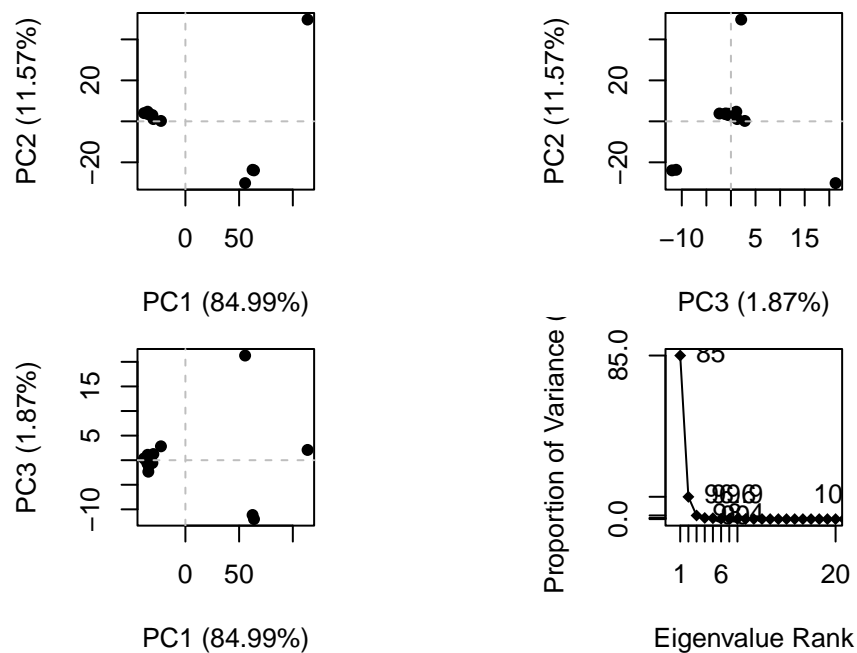 PC2 (11.57%)
20
−20
0 50
PC1 (84.99%)
PC2 (11.57%)
20
−20
−10 5 15
PC3 (1.87%)
PC3 (1.87%)
15
5
−10
0 50
PC1 (84.99%)
Proportion of Variance (
85.0
0.0
85
10
1 6 20
Eigenvalue Rank